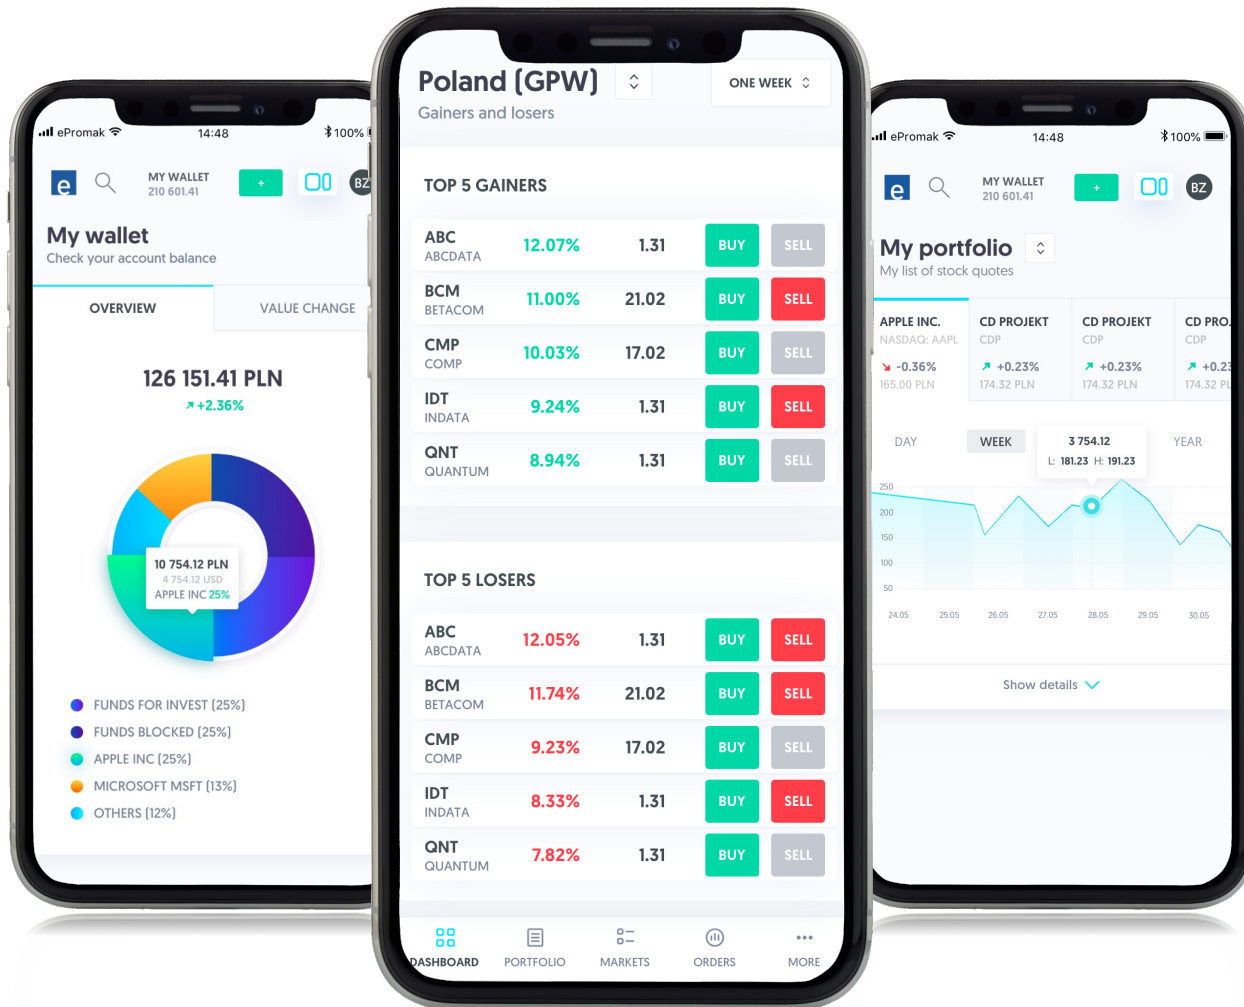 ePromak
14:48
100%
e
MY WALLET
210 601.41
+
BZ
My wallet
Check your account balance
OVERVIEW
VALUE CHANGE
126 151.41 PLN
+2.36%
10 754.12 PLN
4 754.12 USD
APPLE INC 25%
FUNDS FOR INVEST (25%)
FUNDS BLOCKED (25%)
APPLE INC (25%)
MICROSOFT MSFT (13%)
OTHERS (12%)
Poland (GPW)
ONE WEEK
Gainers and losers
TOP 5 GAINERS
ABC 12.07% 1.31 BUY SELL
ABCDATA
BCM 11.00% 21.02 BUY SELL
BETACOM
CMP 10.03% 17.02 BUY SELL
COMP
IDT 9.24% 1.31 BUY SELL
INDATA
QNT 8.94% 1.31 BUY SELL
QUANTUM
TOP 5 LOSERS
ABC 12.05% 1.31 BUY SELL
ABCDATA
BCM 11.74% 21.02 BUY SELL
BETACOM
CMP 9.23% 17.02 BUY SELL
COMP
IDT 8.33% 1.31 BUY SELL
INDATA
QNT 7.82% 1.31 BUY SELL
QUANTUM
DASHBOARD PORTFOLIO MARKETS ORDERS MORE
ePromak
14:48
100%
e
MY WALLET
210 601.41
+
BZ
My portfolio
My list of stock quotes
APPLE INC. CD PROJEKT CD PROJEKT CD PRO
NASDAQ: AAPL CDP CDP CDP
-0.36% +0.23% +0.23% +0.23
165.00 PLN 174.32 PLN 174.32 PLN 174.32 PL
DAY WEEK YEAR
3 754.12
L: 181.23 H: 191.23
250
200
150
100
50
24.05 25.05 26.05 27.05 28.05 29.05 30.05
Show details